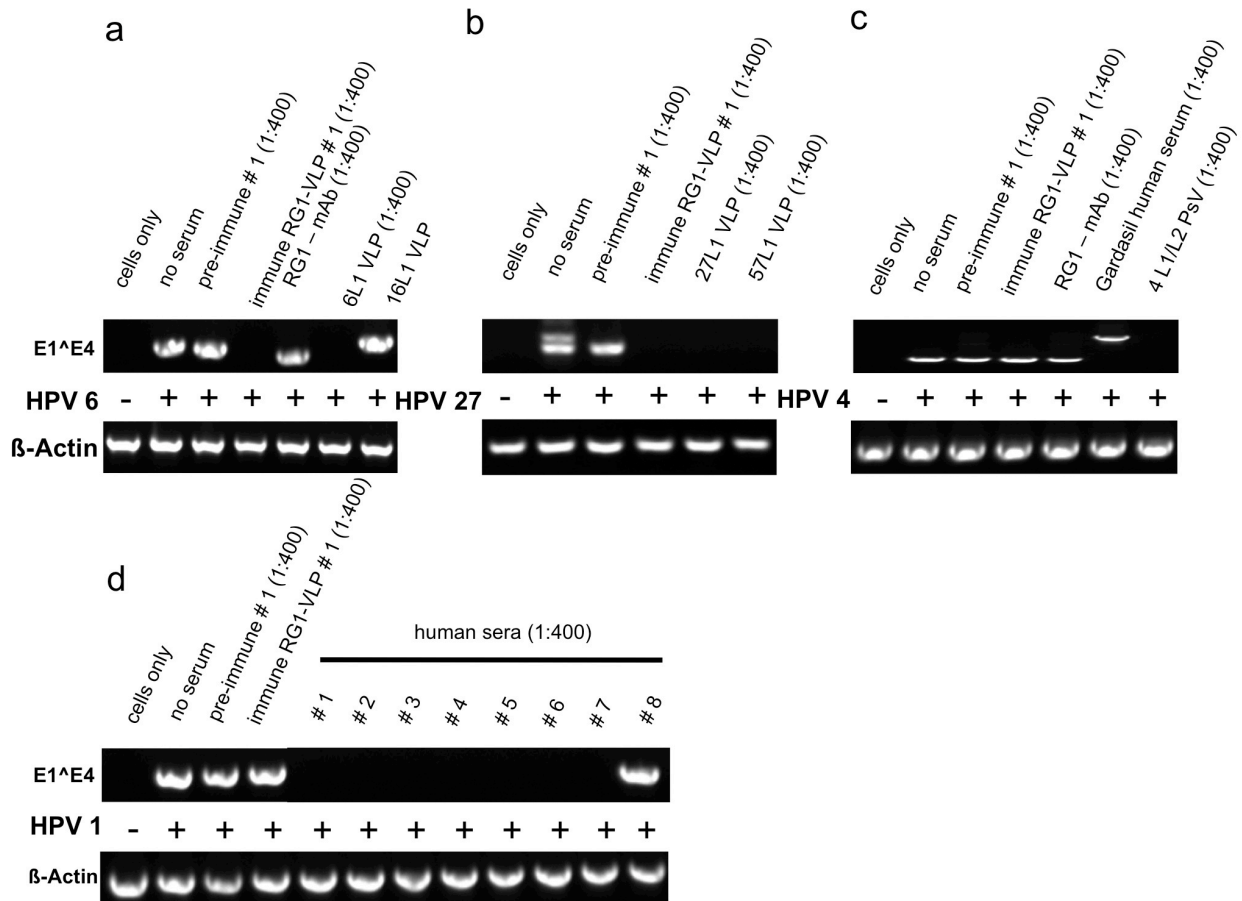 a
cells only
no serum
pre-immune # 1 (1:400)
immune RG1-VLP # 1 (1:400)
RG1 – mAb (1:400)
6L1 VLP (1:400)
16L1 VLP
E1^E4
HPV 6 - + + + + + +
ß-Actin
b
cells only
no serum
pre-immune # 1 (1:400)
immune RG1-VLP # 1 (1:400)
27L1 VLP (1:400)
57L1 VLP (1:400)
HPV 27 - + + + + +
c
cells only
no serum
pre-immune # 1 (1:400)
immune RG1-VLP # 1 (1:400)
RG1 – mAb (1:400)
Gardasil human serum (1:400)
4 L1/L2 PsV (1:400)
HPV 4 - + + + + + +
d
cells only
no serum
pre-immune # 1 (1:400)
immune RG1-VLP # 1 (1:400)
human sera (1:400)
# 1
# 2
# 3
# 4
# 5
# 6
# 7
# 8
E1^E4
HPV 1 - + + + + + + + + + + +
ß-Actin